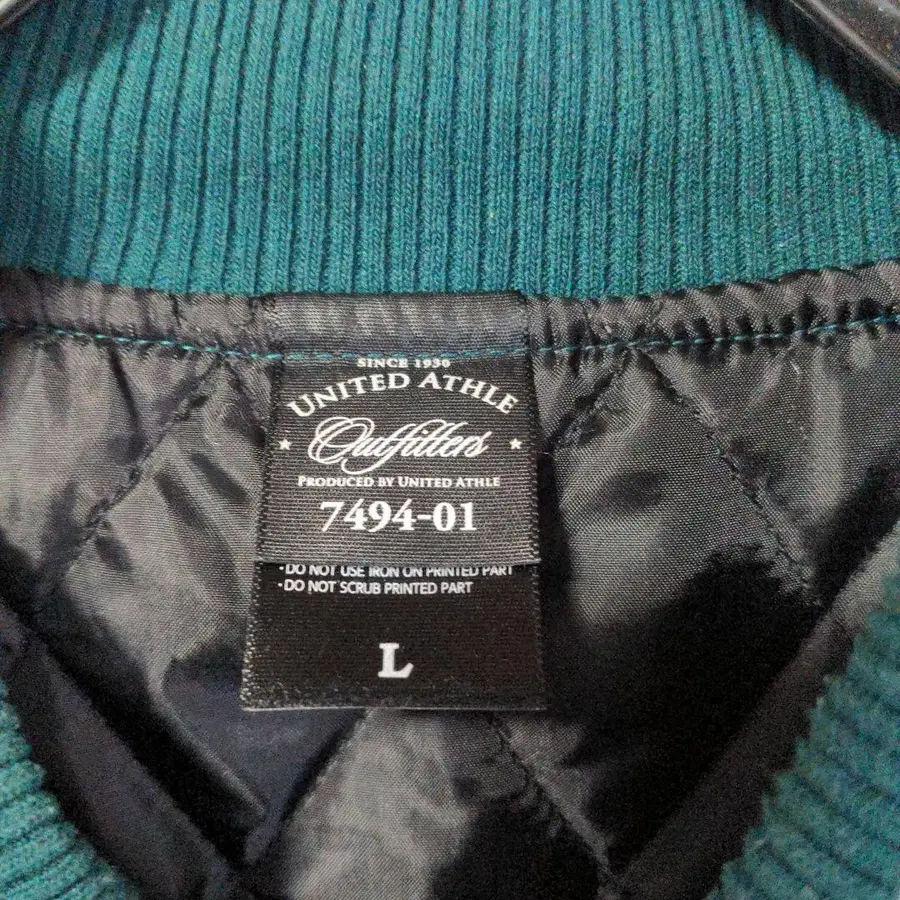 SINCE 1930
UNITED ATHLE
Outfitters
PRODUCED BY UNITED ATHLE
7494-01
·DO NOT USE IRON ON PRINTED PART
·DO NOT SCRUB PRINTED PART
L